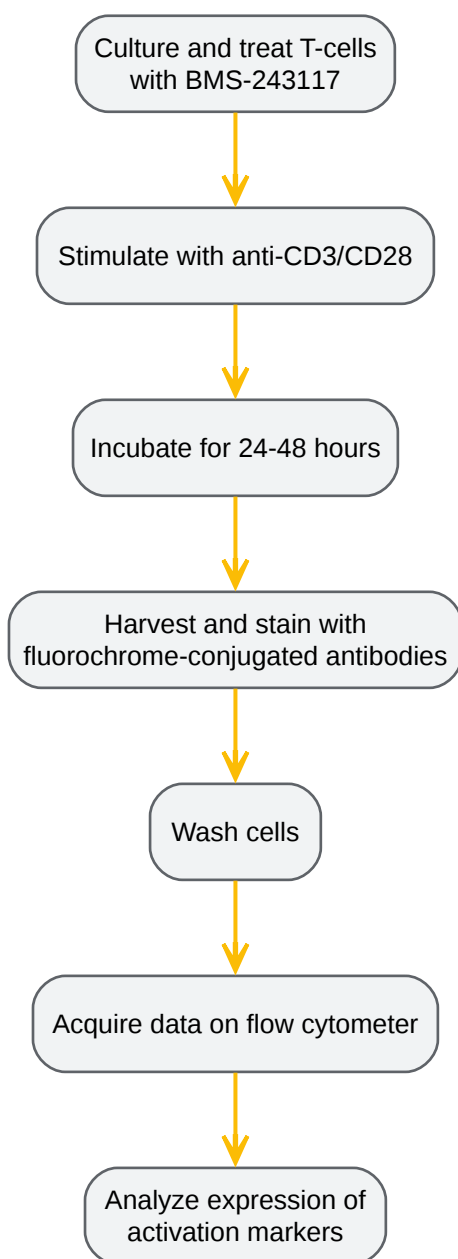 Culture and treat T-cells
with BMS-243117
Stimulate with anti-CD3/CD28
Incubate for 24-48 hours
Harvest and stain with
fluorochrome-conjugated antibodies
Wash cells
Acquire data on flow cytometer
Analyze expression of
activation markers